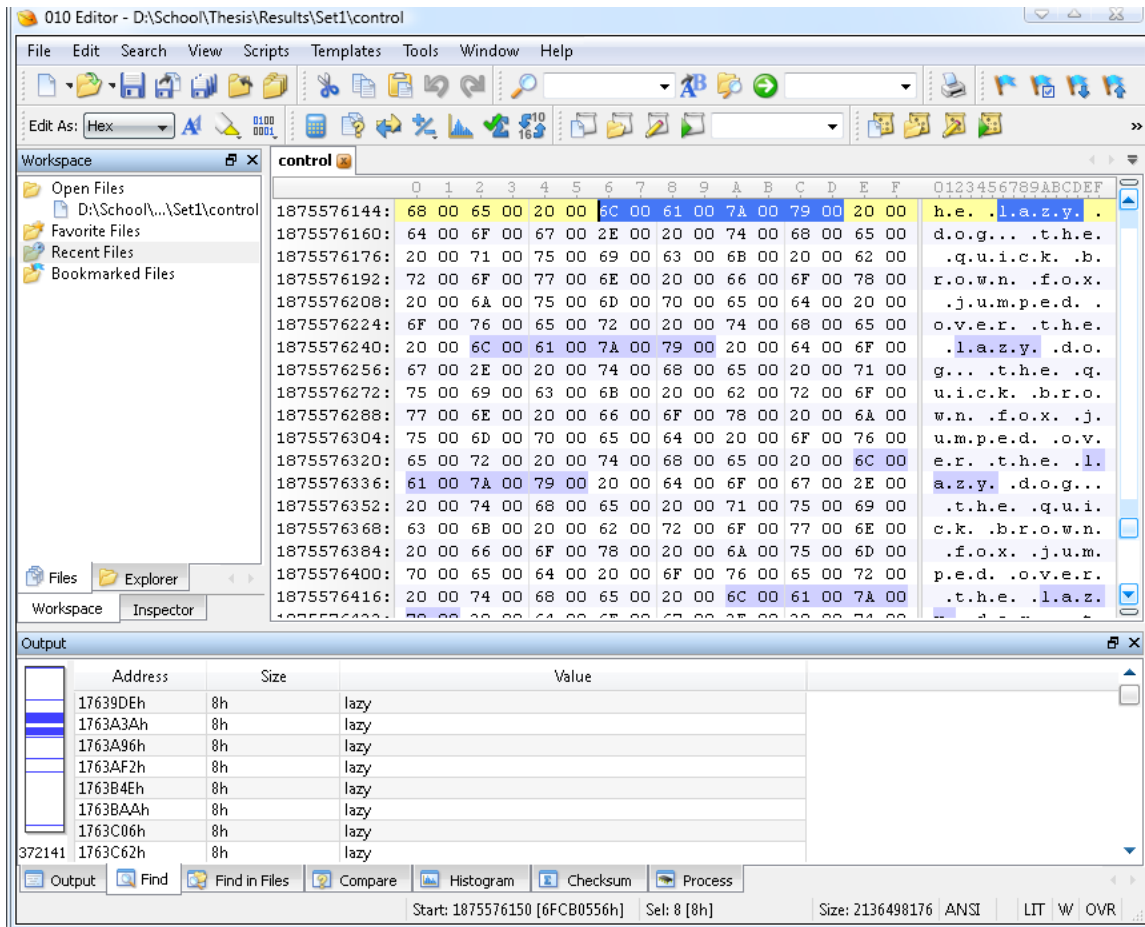 010 Editor - D:\School\Thesis\Results\Set1\control
File Edit Search View Scripts Templates Tools Window Help
Edit As: Hex
Workspace
control
Open Files
D:\School\...\Set1\control
Favorite Files
Recent Files
Bookmarked Files
0 1 2 3 4 5 6 7 8 9 A B C D E F 0123456789ABCDEF
1875576144: 68 00 65 00 20 00 6C 00 61 00 7A 00 79 00 20 00 h.e. .l.a.z.y. .
1875576160: 64 00 6F 00 67 00 2E 00 20 00 74 00 68 00 65 00 d.o.g... .t.h.e.
1875576176: 20 00 71 00 75 00 69 00 63 00 6B 00 20 00 62 00 .q.u.i.c.k. .b.
1875576192: 72 00 6F 00 77 00 6E 00 20 00 66 00 6F 00 78 00 r.o.w.n. .f.o.x.
1875576208: 20 00 6A 00 75 00 6D 00 70 00 65 00 64 00 20 00 .j.u.m.p.e.d. .
1875576224: 6F 00 76 00 65 00 72 00 20 00 74 00 68 00 65 00 o.v.e.r. .t.h.e.
1875576240: 20 00 6C 00 61 00 7A 00 79 00 20 00 64 00 6F 00 .l.a.z.y. .d.o.
1875576256: 67 00 2E 00 20 00 74 00 68 00 65 00 20 00 71 00 g... .t.h.e. .q.
1875576272: 75 00 69 00 63 00 6B 00 20 00 62 00 72 00 6F 00 u.i.c.k. .b.r.o.
1875576288: 77 00 6E 00 20 00 66 00 6F 00 78 00 20 00 6A 00 w.n. .f.o.x. .j.
1875576304: 75 00 6D 00 70 00 65 00 64 00 20 00 6F 00 76 00 u.m.p.e.d. .o.v.
1875576320: 65 00 72 00 20 00 74 00 68 00 65 00 20 00 6C 00 e.r. .t.h.e. .l.
1875576336: 61 00 7A 00 79 00 20 00 64 00 6F 00 67 00 2E 00 a.z.y. .d.o.g...
1875576352: 20 00 74 00 68 00 65 00 20 00 71 00 75 00 69 00 .t.h.e. .q.u.i.
1875576368: 63 00 6B 00 20 00 62 00 72 00 6F 00 77 00 6E 00 c.k. .b.r.o.w.n.
1875576384: 20 00 66 00 6F 00 78 00 20 00 6A 00 75 00 6D 00 .f.o.x. .j.u.m.
1875576400: 70 00 65 00 64 00 20 00 6F 00 76 00 65 00 72 00 p.e.d. .o.v.e.r.
1875576416: 20 00 74 00 68 00 65 00 20 00 6C 00 61 00 7A 00 .t.h.e. .l.a.z.
Files Explorer
Workspace Inspector
Output
Address Size Value
17639DEh 8h lazy
1763A3Ah 8h lazy
1763A96h 8h lazy
1763AF2h 8h lazy
1763B4Eh 8h lazy
1763BAAh 8h lazy
1763C06h 8h lazy
372141 1763C62h 8h lazy
Output Find Find in Files Compare Histogram Checksum Process
Start: 1875576150 [6FCB0556h] Sel: 8 [8h] Size: 2136498176 ANSI LIT W OVR